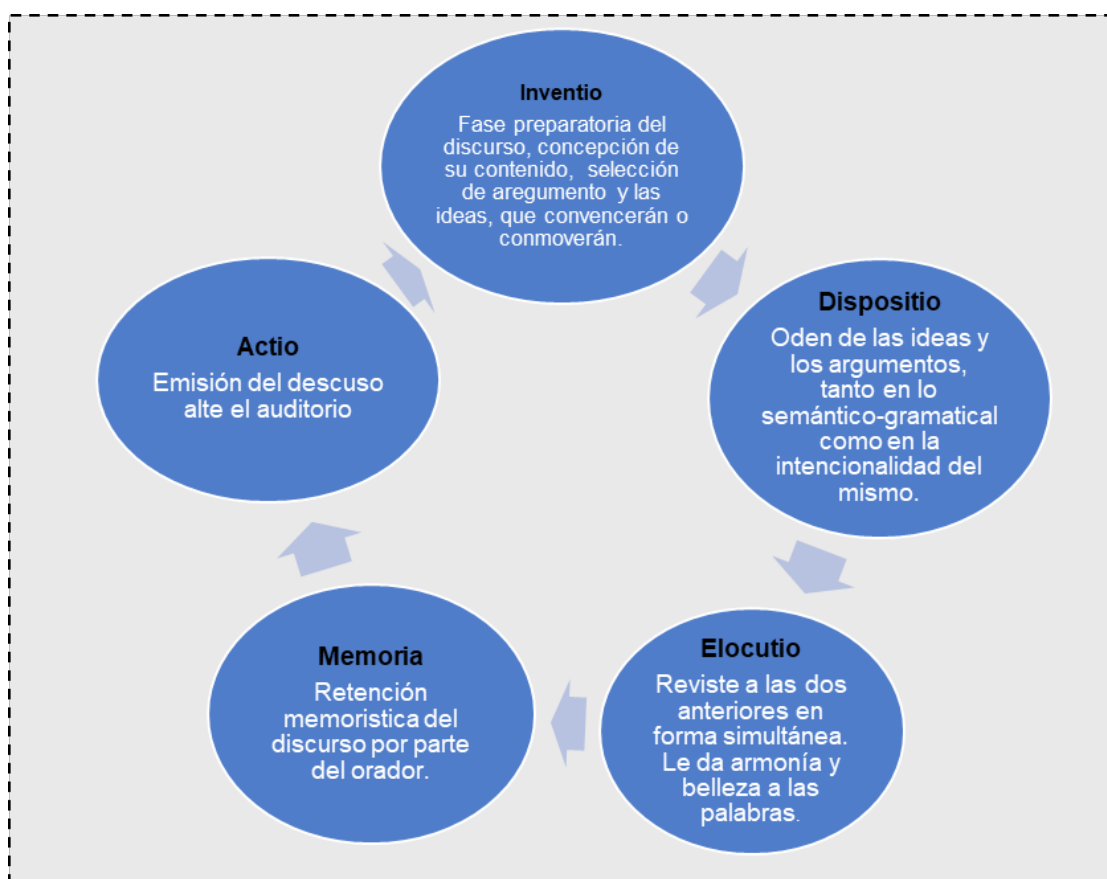 Inventio
Fase preparatoria del
discurso, concepción de
su contenido, selección
de aregumento y las
ideas, que convencerán o
conmoverán.
Dispositio
Oden de las ideas y
los argumentos,
tanto en lo
semántico-gramatical
como en la
intencionalidad del
mismo.
Elocutio
Reviste a las dos
anteriores en
forma simultánea.
Le da armonía y
belleza a las
palabras.
Memoria
Retención
memoristica del
discurso por parte
del orador.
Actio
Emisión del descuso
alte el auditorio